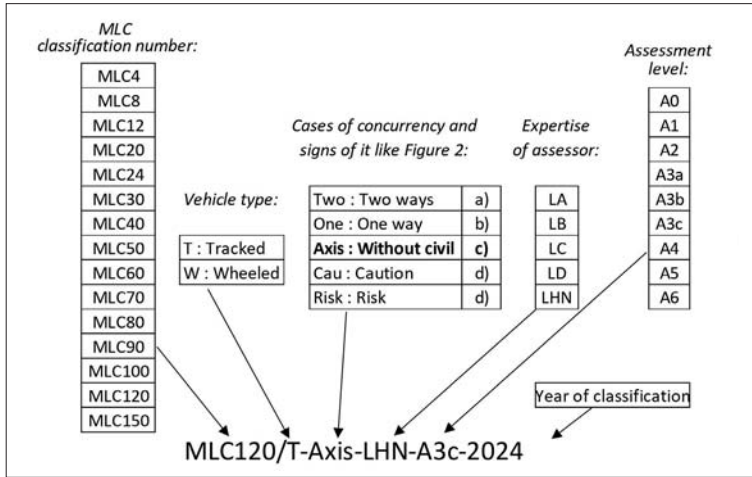 MLC
classification number:
MLC4
MLC8
MLC12
MLC20
MLC24
MLC30
MLC40
MLC50
MLC60
MLC70
MLC80
MLC90
MLC100
MLC120
MLC150
Vehicle type:
T : Tracked
W : Wheeled
Cases of concurrency and
signs of it like Figure 2:
Two : Two ways a)
One : One way b)
Axis : Without civil c)
Cau : Caution d)
Risk : Risk d)
Expertise
of assessor:
LA
LB
LC
LD
LHN
Assessment
level:
A0
A1
A2
A3a
A3b
A3c
A4
A5
A6
Year of classification
MLC120/T-Axis-LHN-A3c-2024